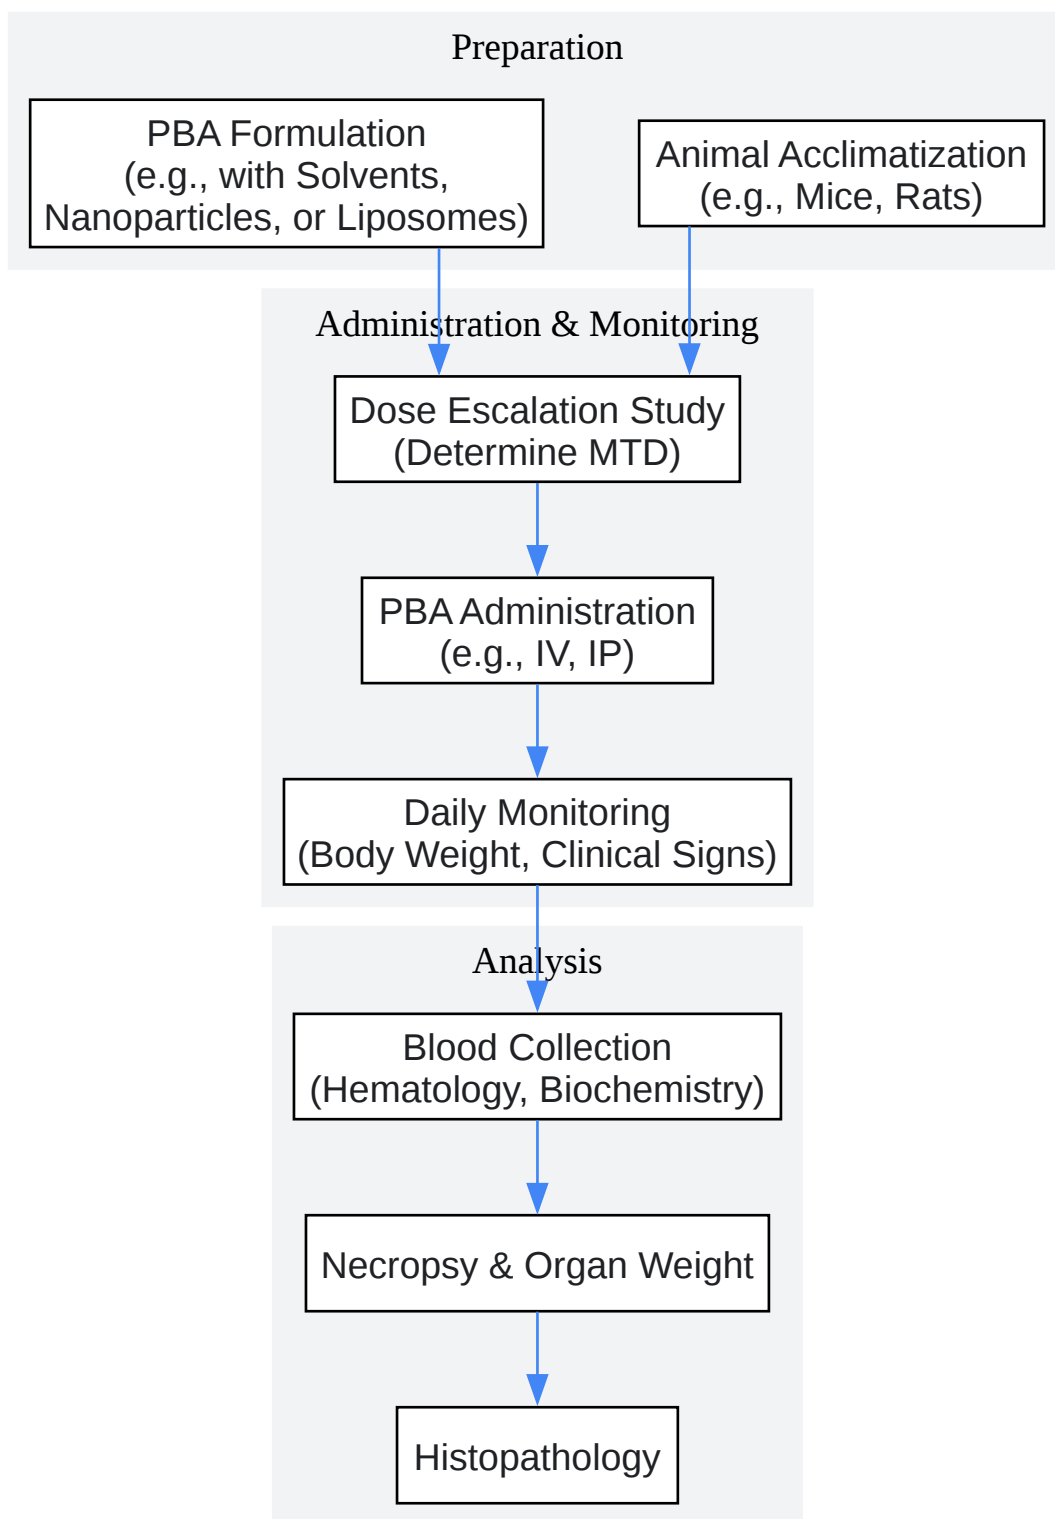 Preparation
PBA Formulation
(e.g., with Solvents,
Nanoparticles, or Liposomes)
Animal Acclimatization
(e.g., Mice, Rats)
Administration & Monitoring
Dose Escalation Study
(Determine MTD)
PBA Administration
(e.g., IV, IP)
Daily Monitoring
(Body Weight, Clinical Signs)
Analysis
Blood Collection
(Hematology, Biochemistry)
Necropsy & Organ Weight
Histopathology